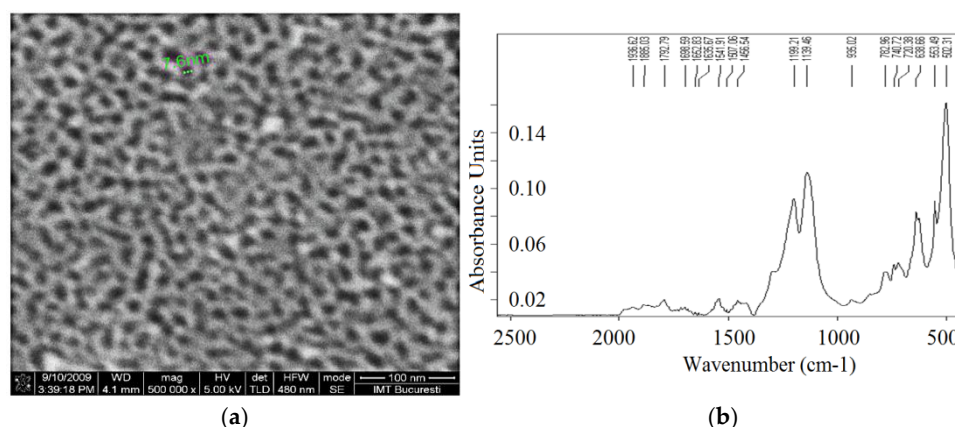 7.6nm
9/10/2009 WD mag HV det HFW mode 100 nm
3:39:18 PM 4.1 mm 500 000 x 5.00 kV TLD 480 nm SE IMT Bucuresti
(a)
1936.62
1885.03
1792.79
1698.59
1652.83
1635.67
1541.91
1507.06
1456.54
1199.21
1139.46
935.02
782.96
740.72
720.38
638.66
553.49
502.31
Absorbance Units
0.14
0.10
0.06
0.02
2500 2000 1500 1000 500
Wavenumber (cm-1)
(b)